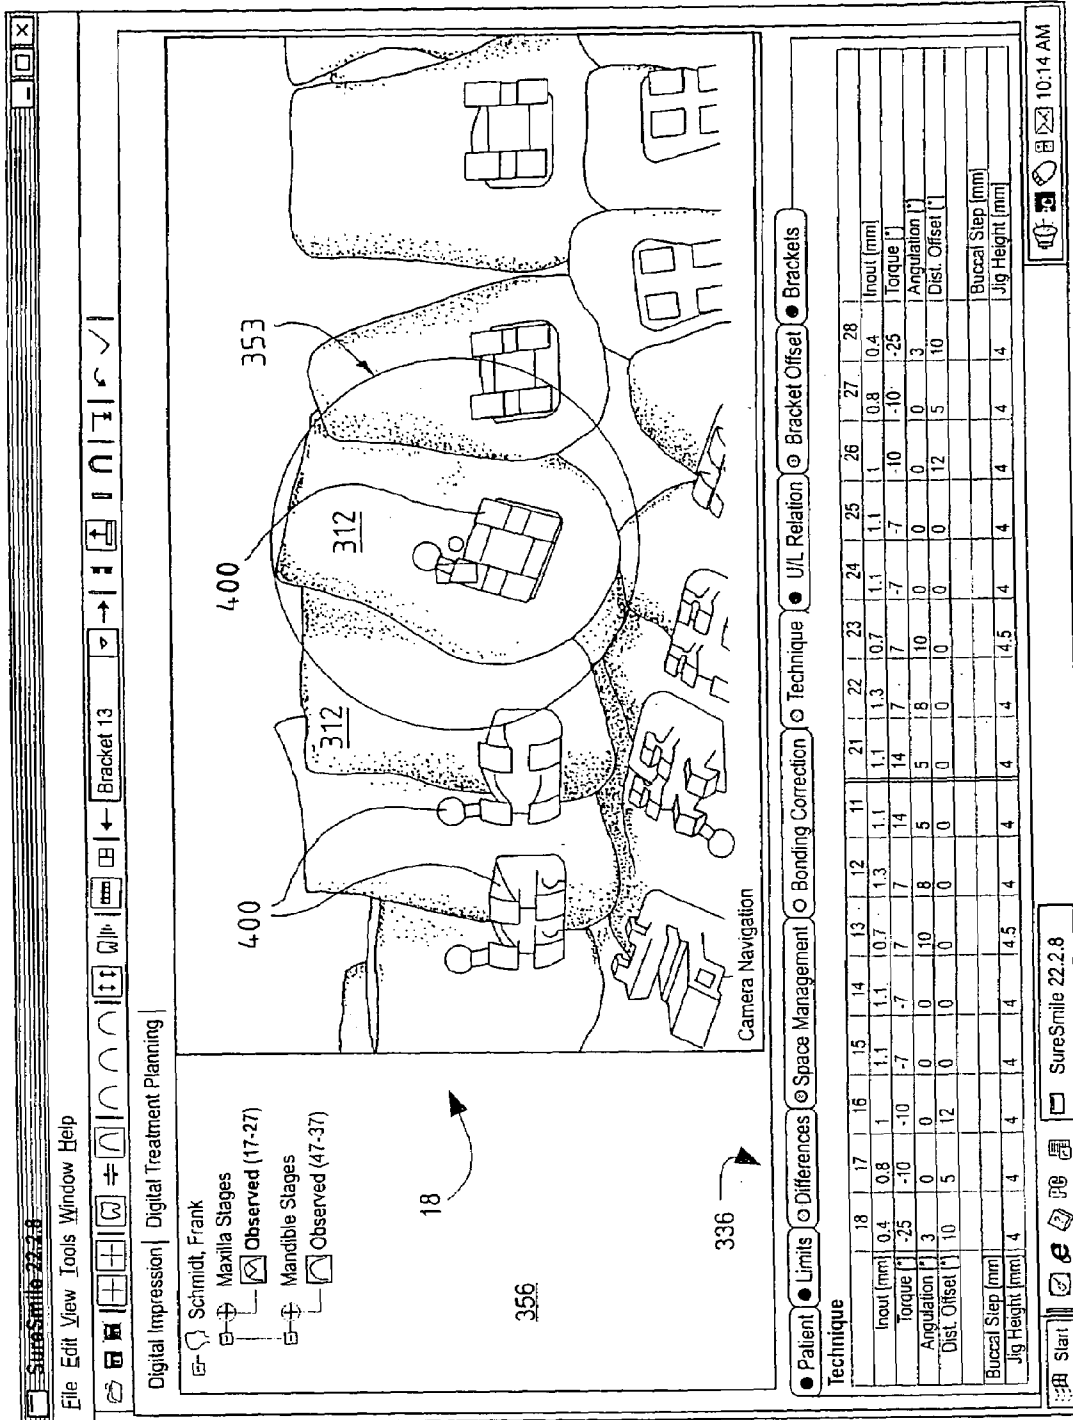 SureSmile 22.2.8
File Edit View Tools Window Help
Bracket 13
Digital Impression Digital Treatment Planning
Schmidt, Frank
Maxilla Stages
Observed (17-27)
Mandible Stages
Observed (47-37)
18
356
336
400
400
312
312
353
Camera Navigation
Patient Limits Differences Space Management Bonding Correction Technique U/L Relation Bracket Offset Brackets
Technique
18 17 16 15 14 13 12 11 21 22 23 24 25 26 27 28
Inout [mm] 0.4 0.8 1 1.1 1.1 0.7 1.3 1.1 1.1 1.3 0.7 1.1 1.1 1 0.8 0.4 Inout [mm]
Torque [°] -25 -10 -10 -7 -7 7 7 14 14 7 7 -7 -7 -10 -10 -25 Torque [°]
Angulation [°] 3 0 0 0 0 10 8 5 5 8 10 0 0 0 0 3 Angulation [°]
Dist. Offset [°] 10 5 12 0 0 0 0 0 0 0 0 0 0 12 5 10 Dist. Offset [°]
Buccal Step [mm] Buccal Step [mm]
Jig Height [mm] 4 4 4 4 4 4.5 4 4 4 4 4.5 4 4 4 4 4 Jig Height [mm]
Start SureSmile 22.2.8 10:14 AM